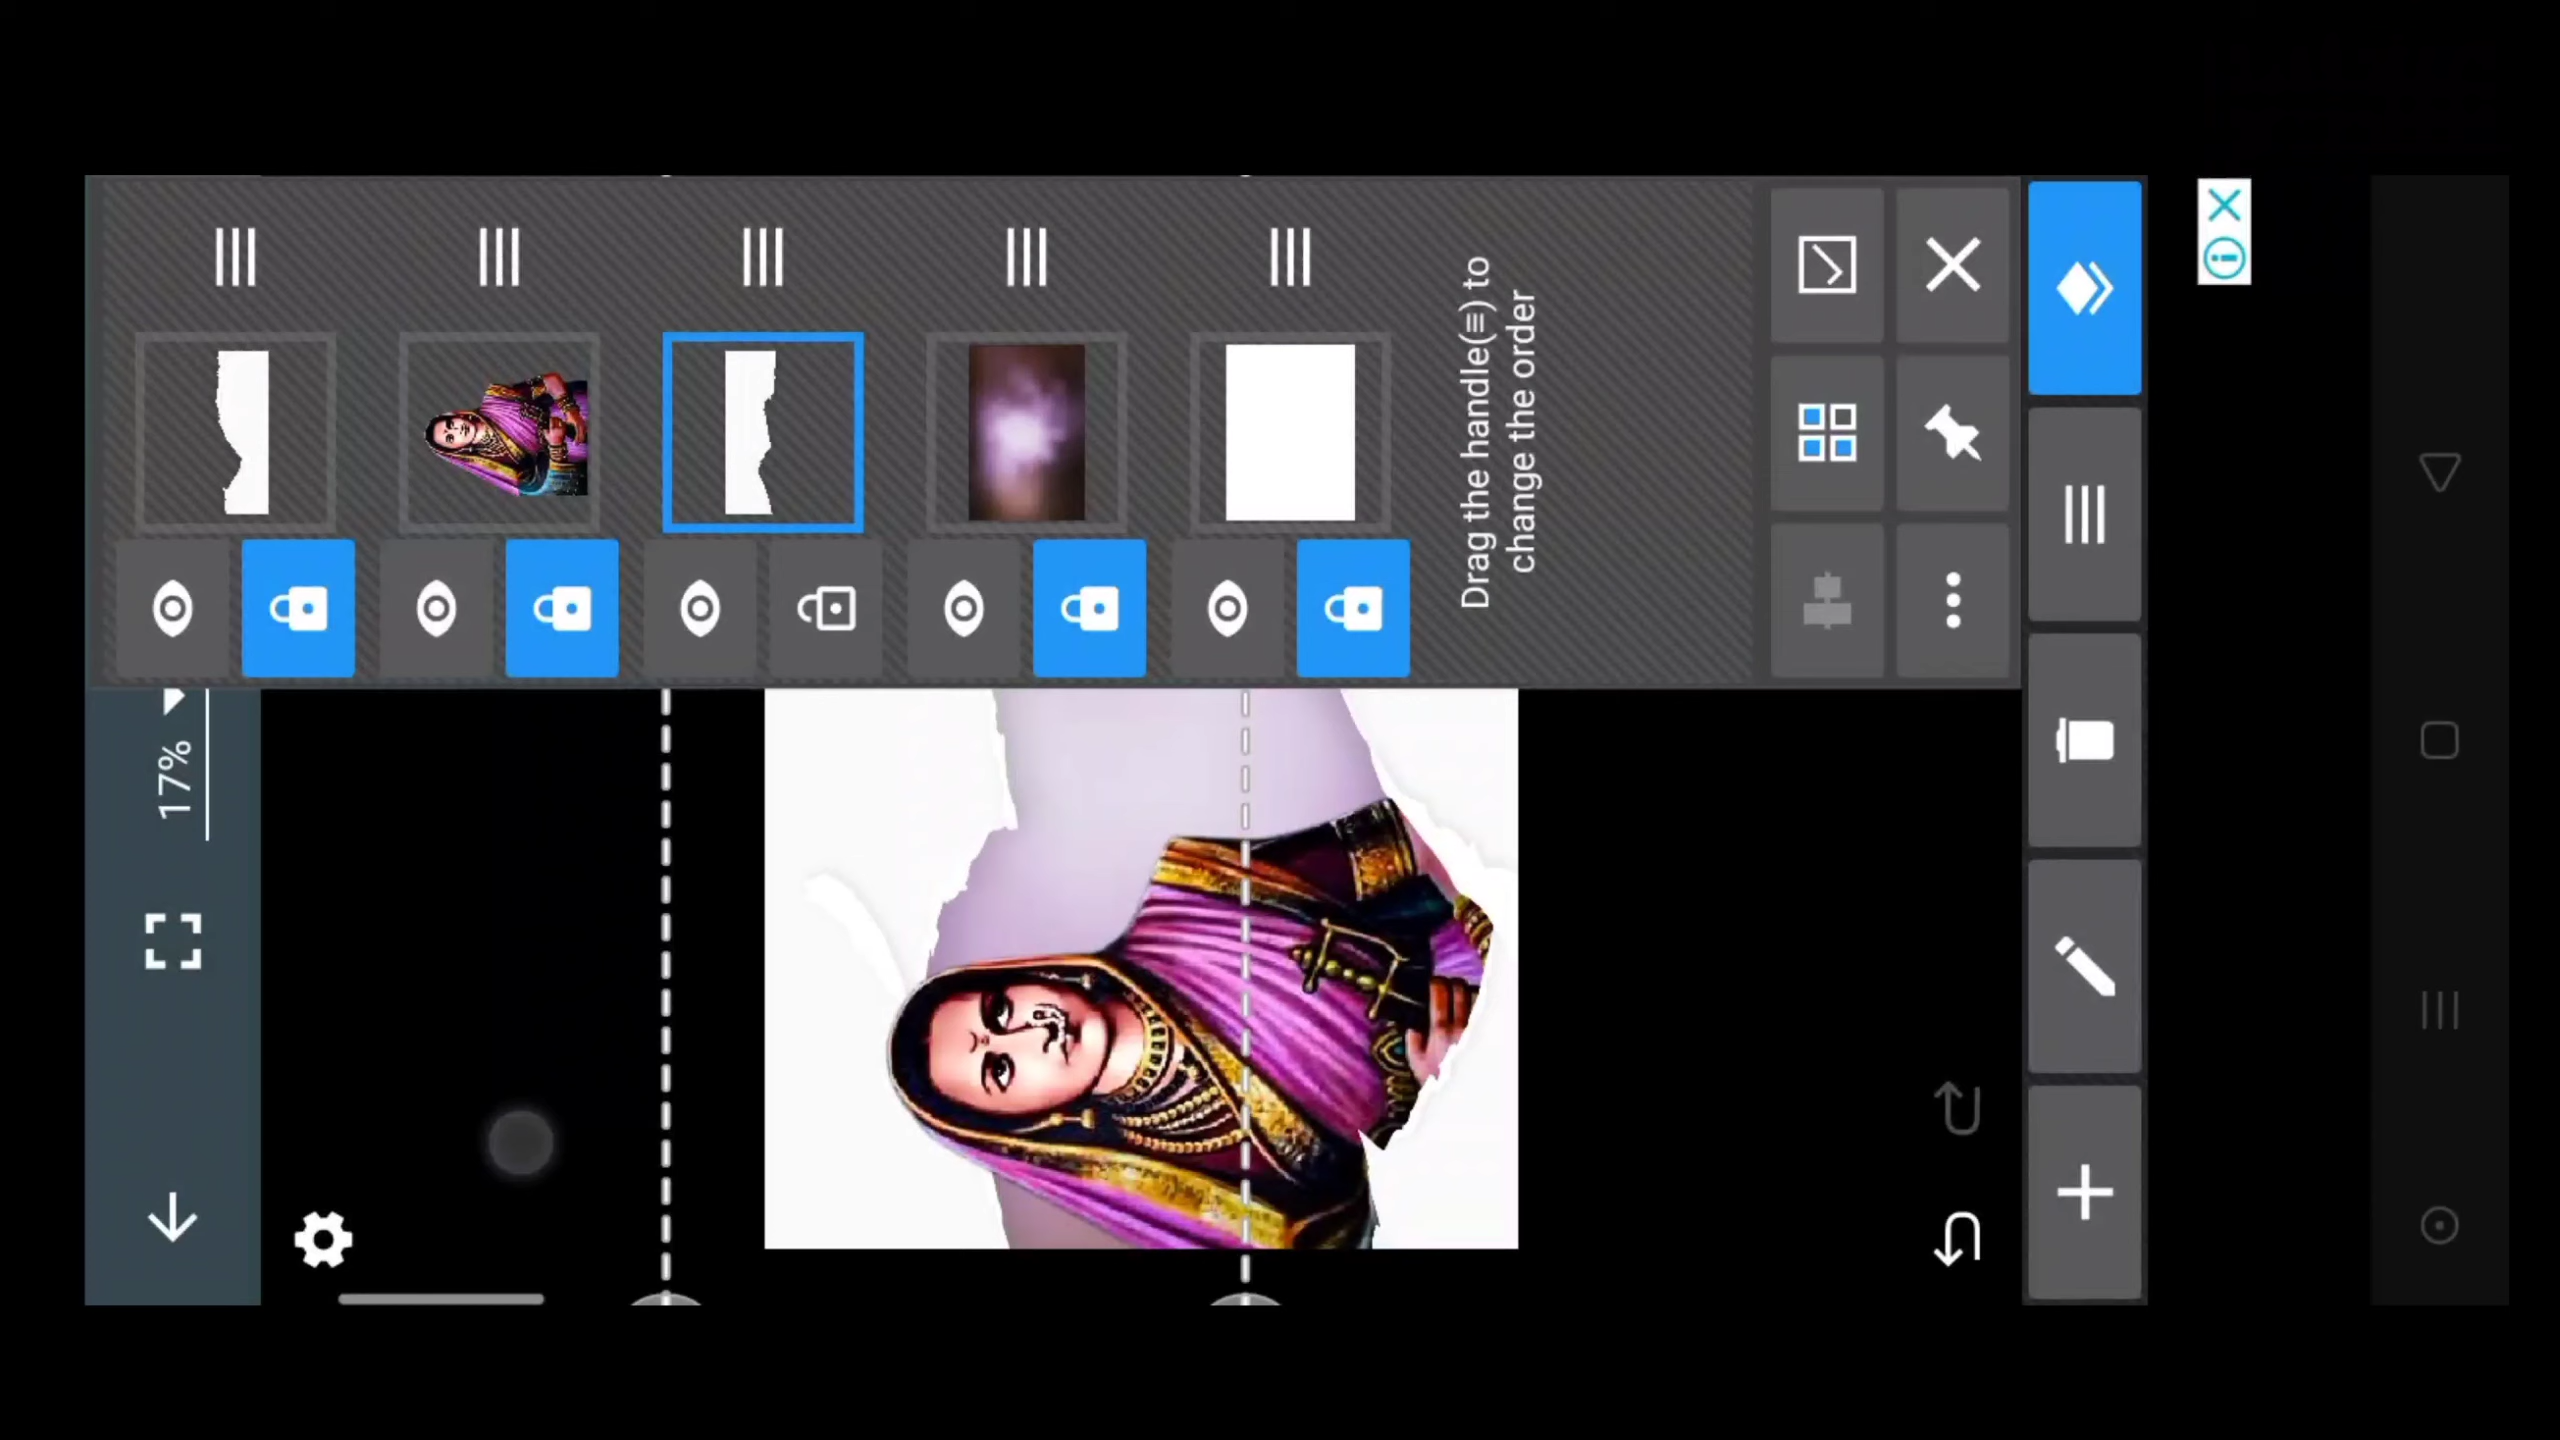 Drag the handle(≡) to
change the order
17%